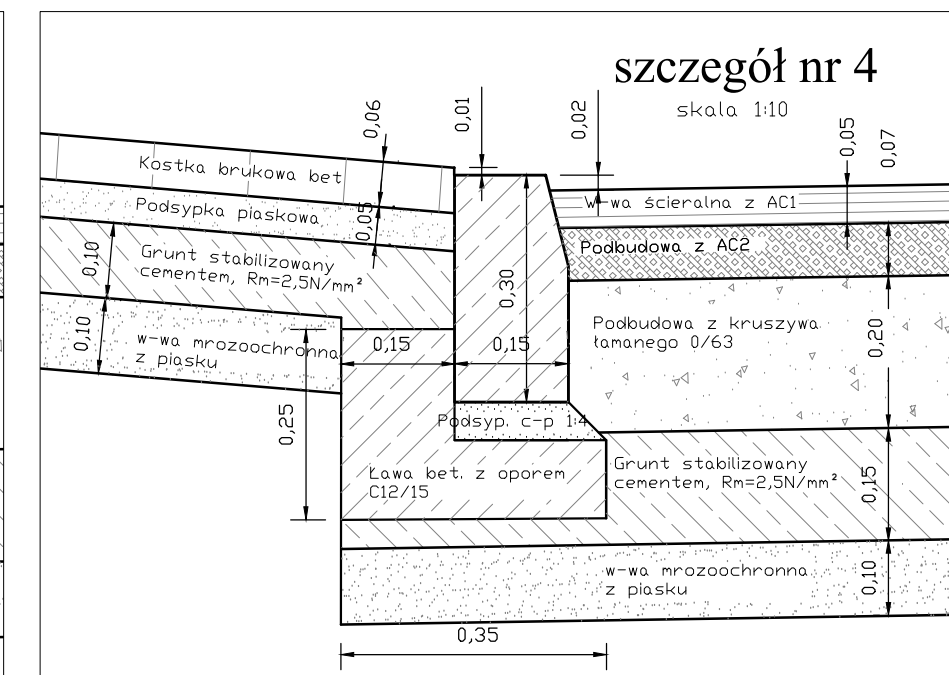 szczegół nr 4
skala 1:10
0,06
0,01
0,02
0,05
0,07
Kostka brukowa bet
Podsypka piaskowa
0,05
W-wa ścieralna z AC1
Podbudowa z AC2
0,10
Grunt stabilizowany
cementem, Rm=2,5N/mm²
0,30
Podbudowa z kruszywa
łamanego 0/63
0,20
0,10
w-wa mrozoochronna
z piasku
0,15
0,15
0,25
Podsyp. c-p 1:4
Ława bet. z oporem
C12/15
Grunt stabilizowany
cementem, Rm=2,5N/mm²
0,15
w-wa mrozoochronna
z piasku
0,10
0,35